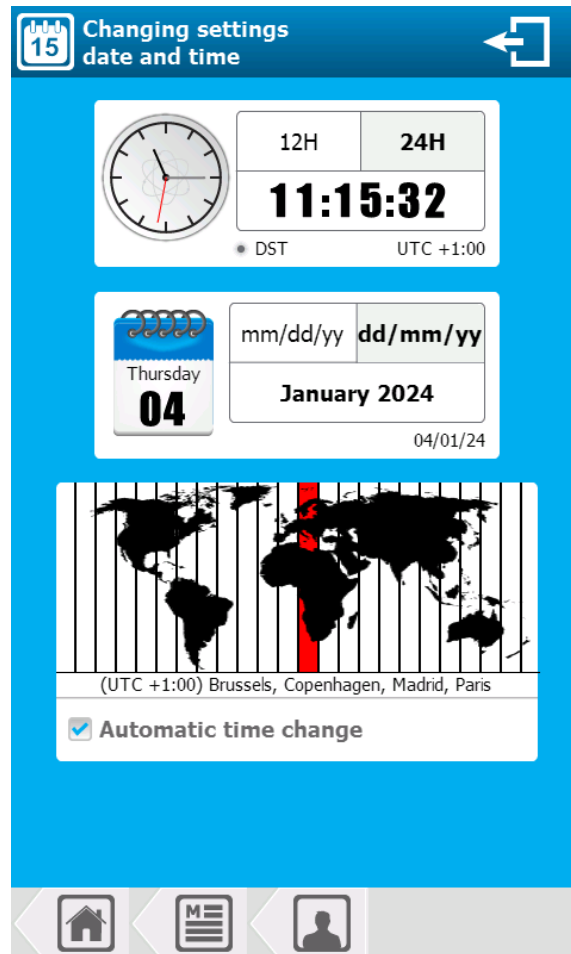 15
Changing settings
date and time
12H 24H
11:15:32
DST UTC +1:00
mm/dd/yy dd/mm/yy
Thursday
04
January 2024
04/01/24
(UTC +1:00) Brussels, Copenhagen, Madrid, Paris
Automatic time change
M